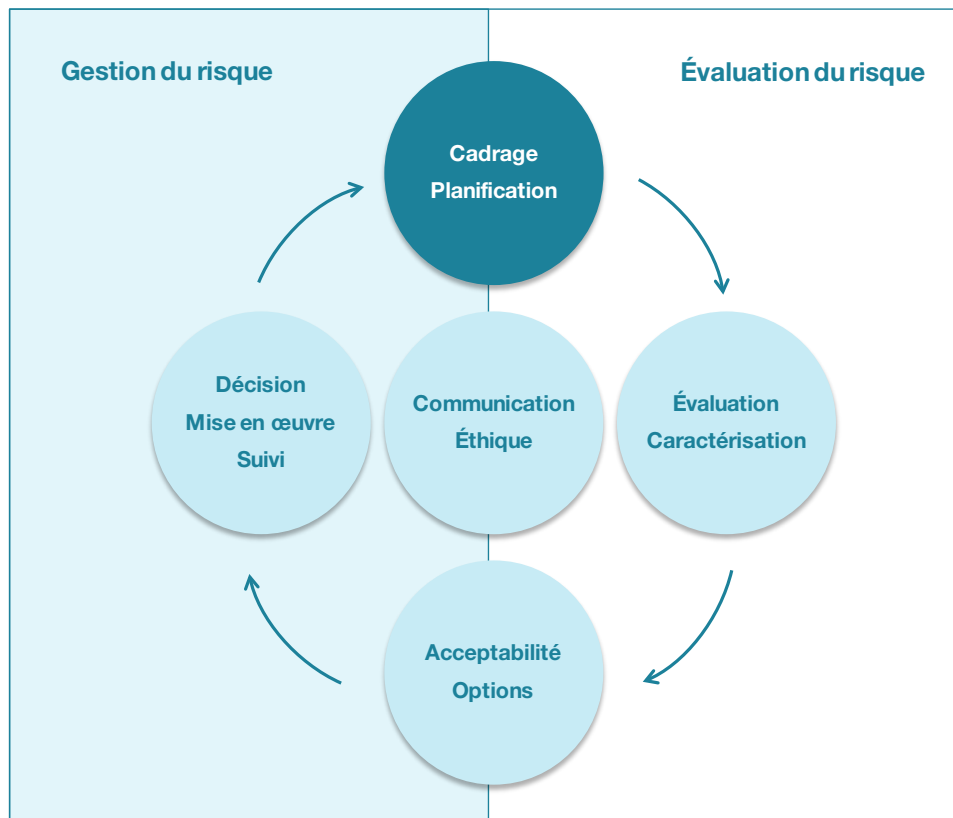 Gestion du risque
Évaluation du risque
Cadrage
Planification
Décision
Mise en œuvre
Suivi
Communication
Éthique
Évaluation
Caractérisation
Acceptabilité
Options